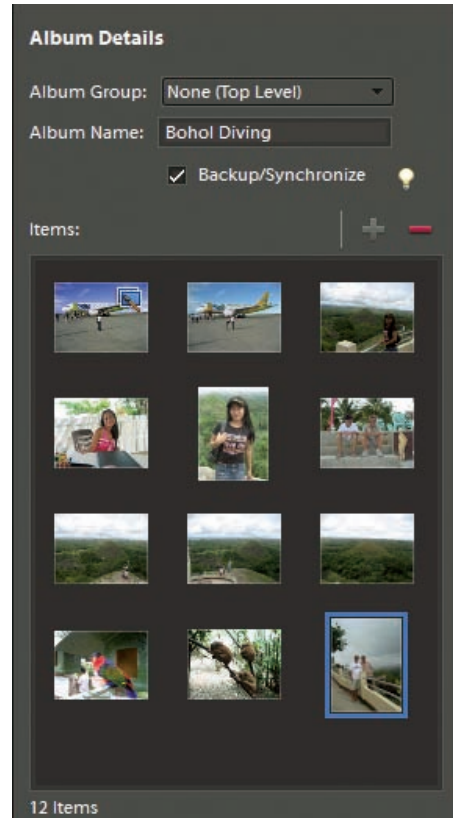 Album Details
Album Group: None (Top Level)
Album Name: Bohol Diving
Backup/Synchronize
Items:
12 Items